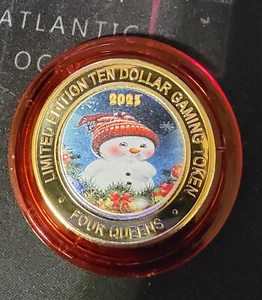 ATLANTIC
OC
LIMITED EDITION TEN DOLLAR GAMING TOKEN
2023
FOUR QUEENS